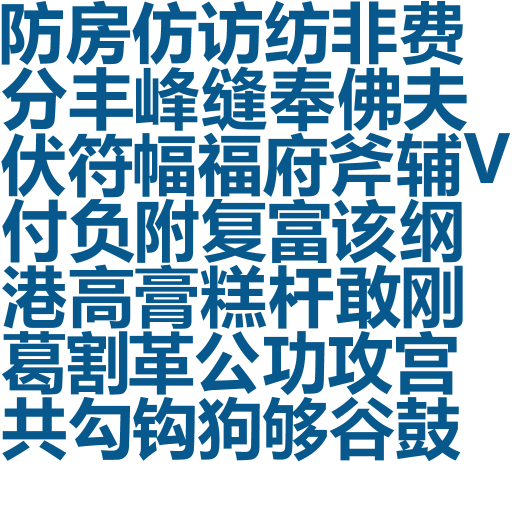 防房仿访纺非费
分丰峰缝奉佛夫
伏符幅福府斧辅V
付负附复富该纲
港高膏糕杆敢刚
葛割革公功攻宫
共勾钩狗够谷鼓